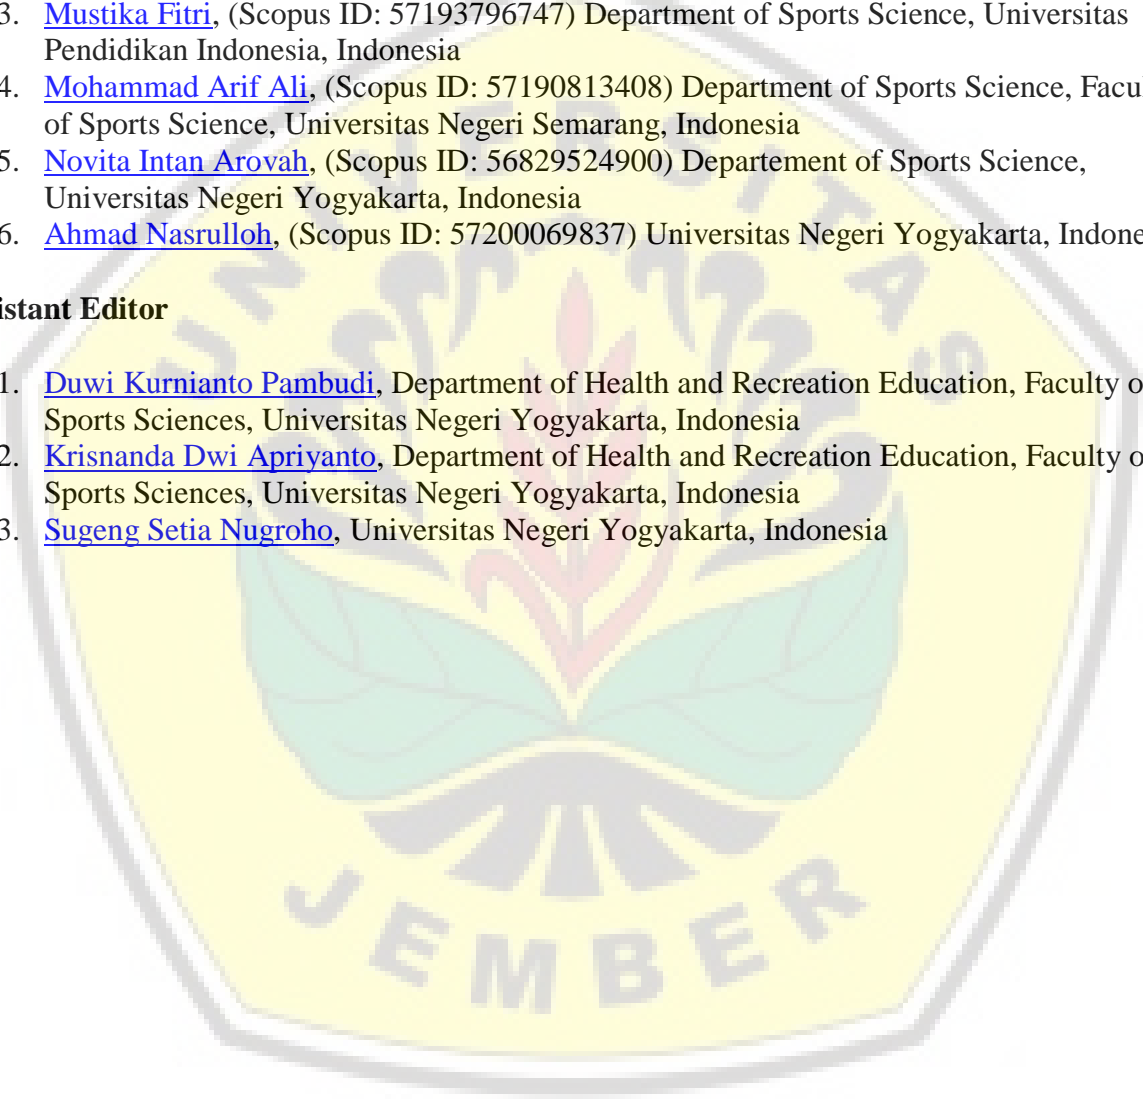 3. Mustika Fitri, (Scopus ID: 57193796747) Department of Sports Science, Universitas
Pendidikan Indonesia, Indonesia
4. Mohammad Arif Ali, (Scopus ID: 57190813408) Department of Sports Science, Facul
of Sports Science, Universitas Negeri Semarang, Indonesia
5. Novita Intan Arovah, (Scopus ID: 56829524900) Departement of Sports Science,
Universitas Negeri Yogyakarta, Indonesia
6. Ahmad Nasrulloh, (Scopus ID: 57200069837) Universitas Negeri Yogyakarta, Indone
istant Editor
1. Duwi Kurnianto Pambudi, Department of Health and Recreation Education, Faculty o
Sports Sciences, Universitas Negeri Yogyakarta, Indonesia
2. Krisnanda Dwi Apriyanto, Department of Health and Recreation Education, Faculty o
Sports Sciences, Universitas Negeri Yogyakarta, Indonesia
3. Sugeng Setia Nugroho, Universitas Negeri Yogyakarta, Indonesia
UNIVERSITAS
JEMBER